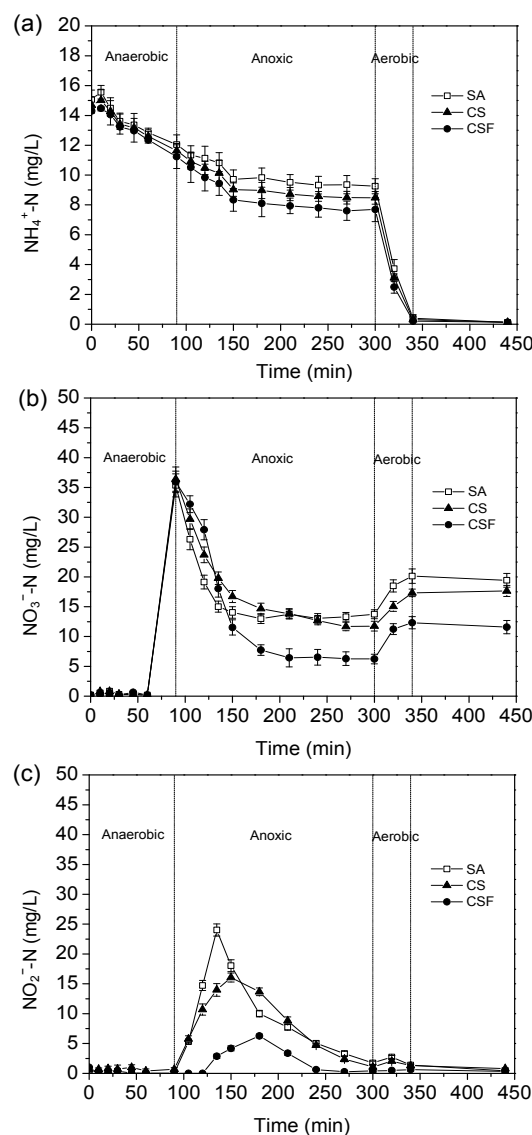 (a)
20
18
16
14
12
10
8
6
4
2
0
NH₄⁺-N (mg/L)
Anaerobic
Anoxic
Aerobic
SA
CS
CSF
0 50 100 150 200 250 300 350 400 450
Time (min)
(b)
50
45
40
35
30
25
20
15
10
5
0
NO₃⁻-N (mg/L)
Anaerobic
Anoxic
Aerobic
SA
CS
CSF
0 50 100 150 200 250 300 350 400 450
Time (min)
(c)
50
45
40
35
30
25
20
15
10
5
0
NO₂⁻-N (mg/L)
Anaerobic
Anoxic
Aerobic
SA
CS
CSF
0 50 100 150 200 250 300 350 400 450
Time (min)